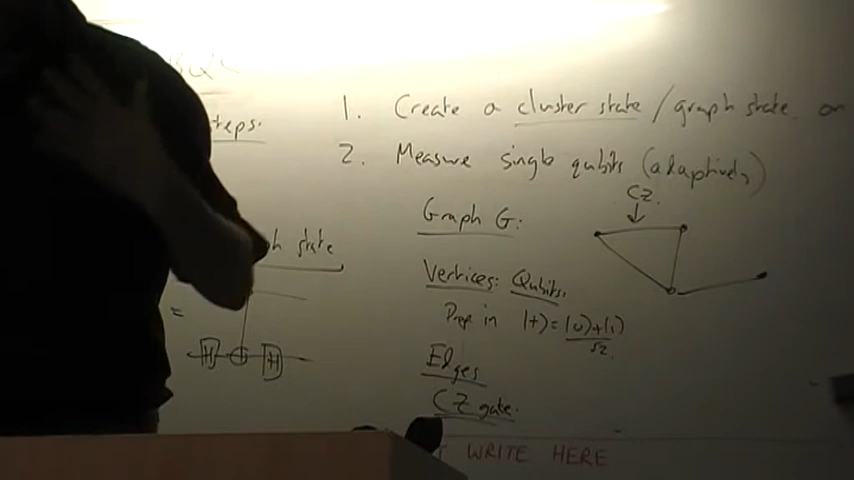 teps.
h state
=
H H
1. Create a cluster state / graph state on
2. Measure single qubits (adaptively)
CZ.
Graph G:
Vertices: Qubits.
Prep in |+⟩ = |0⟩+|1⟩
√2.
Edges
CZ gate.
WRITE HERE